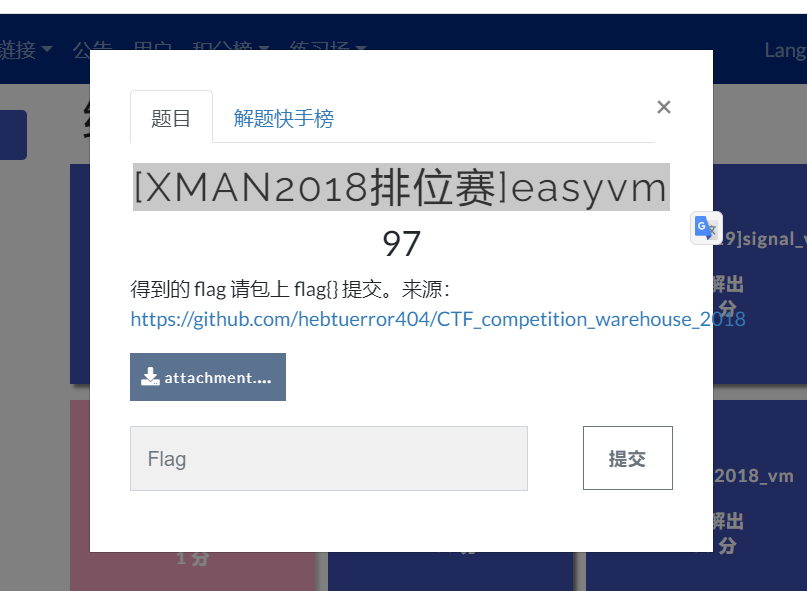 链接 公告 用户 积分榜 练习场 Lang
题目 解题快手榜 ×
[XMAN2018排位赛]easyvm
97
9]signal_v
得到的 flag 请包上 flag{} 提交。来源：
解出
分
https://github.com/hebtuerror404/CTF_competition_warehouse_2018
attachment....
Flag 提交
2018_vm
解出
分
1 分